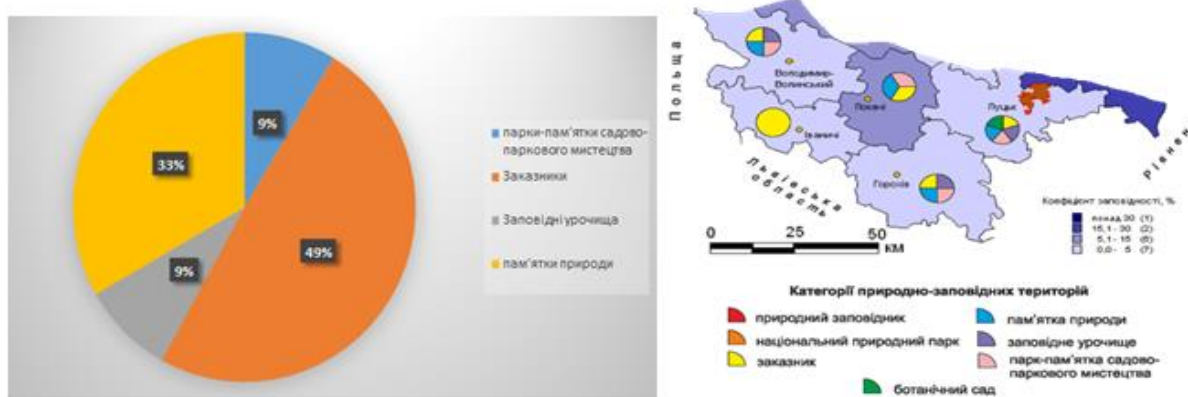 9%
33%
49%
9%
парки-пам'ятки садово-
паркового мистецтва
Заказники
Заповідні урочища
пам'ятки природи
Польща
Володимир-
Волинський
Локачі
Луцьк
Іваничі
Горохів
Львівська
область
Рівнен
0 25 50
КМ
Коефіцієнт заповідності, %
понад 30 (1)
15,1 - 30 (2)
5,1 - 15 (6)
0,0 - 5 (7)
Категорії природно-заповідних територій
природний заповідник
національний природний парк
заказник
пам'ятка природи
заповідне урочище
парк-пам'ятка садово-
паркового мистецтва
ботанічний сад